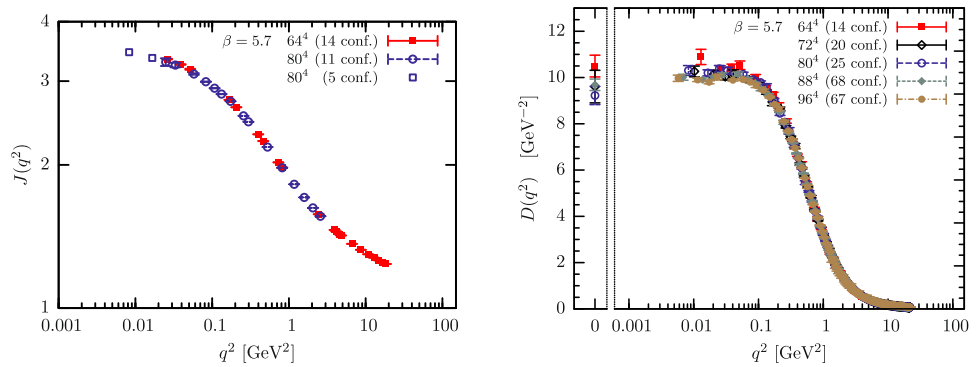 4
3
2
1
J(q²)
β = 5.7
64⁴ (14 conf.)
80⁴ (11 conf.)
80⁴ (5 conf.)
0.001 0.01 0.1 1 10 100
q² [GeV²]
12
10
8
6
4
2
0
D(q²) [GeV⁻²]
β = 5.7
64⁴ (14 conf.)
72⁴ (20 conf.)
80⁴ (25 conf.)
88⁴ (68 conf.)
96⁴ (67 conf.)
0 0.001 0.01 0.1 1 10 100
q² [GeV²]